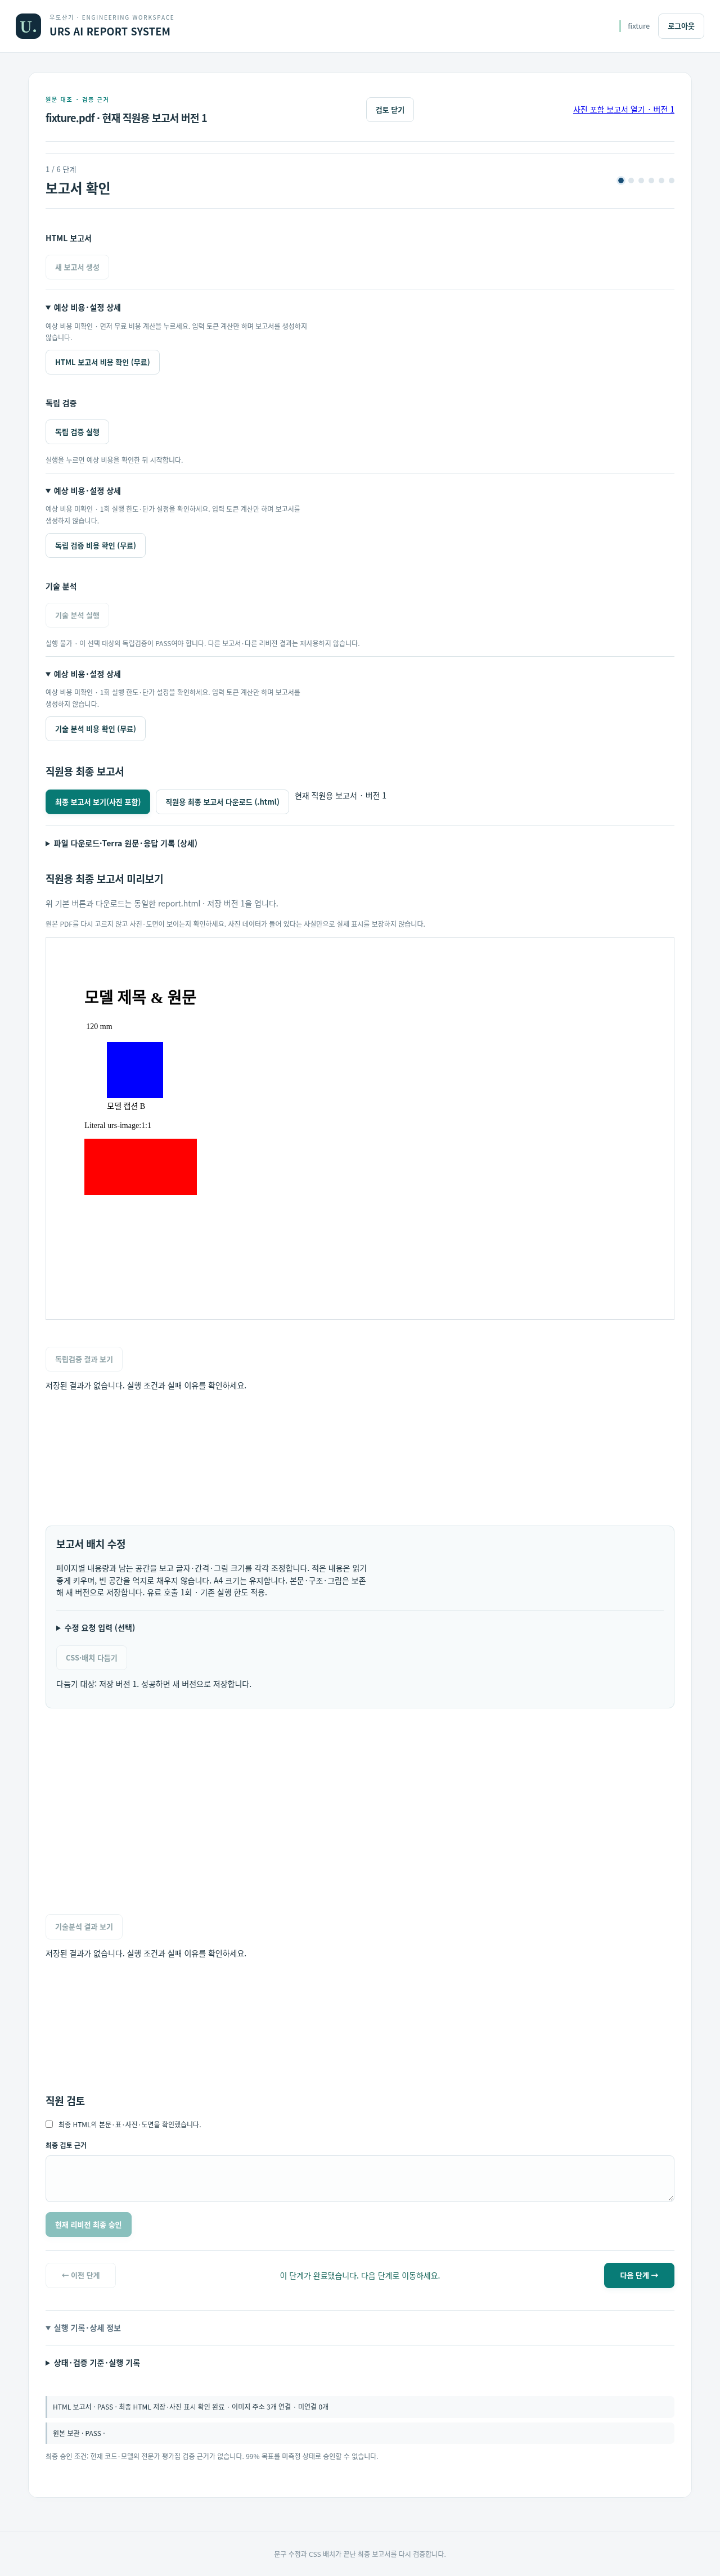 U.
우도산기 · ENGINEERING WORKSPACE
URS AI REPORT SYSTEM
fixture
로그아웃
원문 대조 · 검증 근거
fixture.pdf · 현재 직원용 보고서 버전 1
검토 닫기
사진 포함 보고서 열기 · 버전 1
1 / 6 단계
보고서 확인
HTML 보고서
새 보고서 생성
▼ 예상 비용·설정 상세
예상 비용 미확인 · 먼저 무료 비용 계산을 누르세요. 입력 토큰 계산만 하며 보고서를 생성하지
않습니다.
HTML 보고서 비용 확인 (무료)
독립 검증
독립 검증 실행
실행을 누르면 예상 비용을 확인한 뒤 시작합니다.
▼ 예상 비용·설정 상세
예상 비용 미확인 · 1회 실행 한도·단가 설정을 확인하세요. 입력 토큰 계산만 하며 보고서를
생성하지 않습니다.
독립 검증 비용 확인 (무료)
기술 분석
기술 분석 실행
실행 불가 · 이 선택 대상의 독립검증이 PASS여야 합니다. 다른 보고서·다른 리비전 결과는 재사용하지 않습니다.
▼ 예상 비용·설정 상세
예상 비용 미확인 · 1회 실행 한도·단가 설정을 확인하세요. 입력 토큰 계산만 하며 보고서를
생성하지 않습니다.
기술 분석 비용 확인 (무료)
직원용 최종 보고서
최종 보고서 보기(사진 포함)
직원용 최종 보고서 다운로드 (.html)
현재 직원용 보고서 · 버전 1
▶ 파일 다운로드·Terra 원문·응답 기록 (상세)
직원용 최종 보고서 미리보기
위 기본 버튼과 다운로드는 동일한 report.html · 저장 버전 1을 엽니다.
원본 PDF를 다시 고르지 않고 사진·도면이 보이는지 확인하세요. 사진 데이터가 들어 있다는 사실만으로 실제 표시를 보장하지 않습니다.
모델 제목 & 원문
120 mm
모델 캡션 B
Literal urs-image:1:1
독립검증 결과 보기
저장된 결과가 없습니다. 실행 조건과 실패 이유를 확인하세요.
보고서 배치 수정
페이지별 내용량과 남는 공간을 보고 글자·간격·그림 크기를 각각 조정합니다. 적은 내용은 읽기
좋게 키우며, 빈 공간을 억지로 채우지 않습니다. A4 크기는 유지합니다. 본문·구조·그림은 보존
해 새 버전으로 저장합니다. 유료 호출 1회 · 기존 실행 한도 적용.
▶ 수정 요청 입력 (선택)
CSS·배치 다듬기
다듬기 대상: 저장 버전 1. 성공하면 새 버전으로 저장합니다.
기술분석 결과 보기
저장된 결과가 없습니다. 실행 조건과 실패 이유를 확인하세요.
직원 검토
최종 HTML의 본문·표·사진·도면을 확인했습니다.
최종 검토 근거
현재 리비전 최종 승인
← 이전 단계
이 단계가 완료됐습니다. 다음 단계로 이동하세요.
다음 단계 →
▼ 실행 기록·상세 정보
▶ 상태·검증 기준·실행 기록
HTML 보고서 · PASS · 최종 HTML 저장·사진 표시 확인 완료 · 이미지 주소 3개 연결 · 미연결 0개
원본 보관 · PASS ·
최종 승인 조건: 현재 코드·모델의 전문가 평가집 검증 근거가 없습니다. 99% 목표를 미측정 상태로 승인할 수 없습니다.
문구 수정과 CSS 배치가 끝난 최종 보고서를 다시 검증합니다.